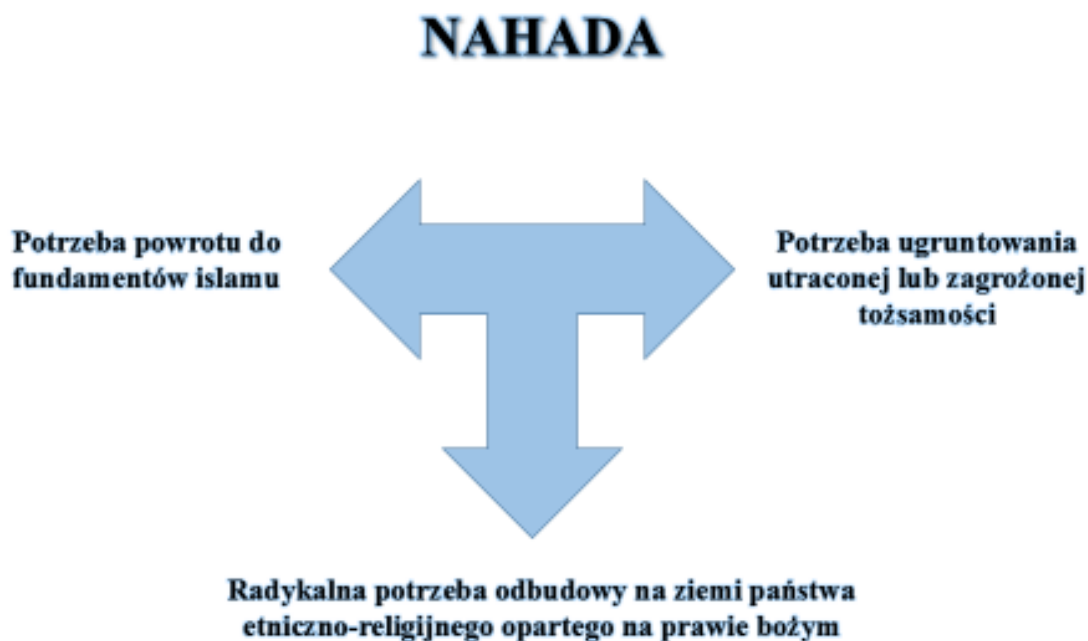 NAHADA
Potrzeba powrotu do
fundamentów islamu
Potrzeba ugruntowania
utraconej lub zagrożonej
tożsamości
Radykalna potrzeba odbudowy na ziemi państwa
etniczno-religijnego opartego na prawie bożym